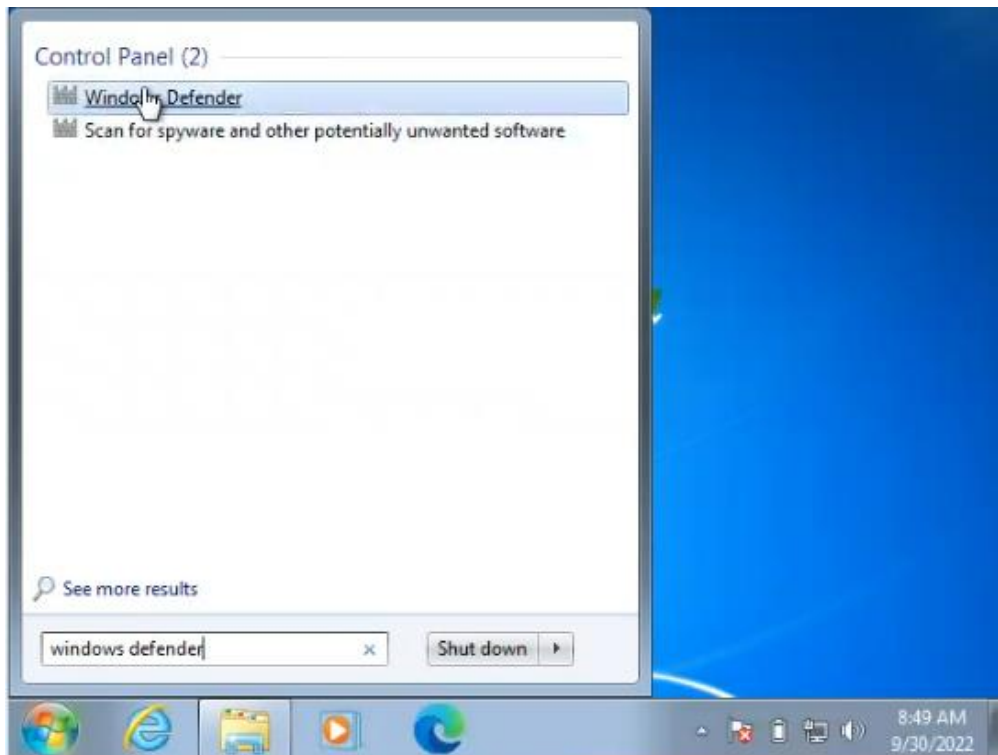 Control Panel (2)
Windows Defender
Scan for spyware and other potentially unwanted software
See more results
windows defender
Shut down
8:49 AM
9/30/2022